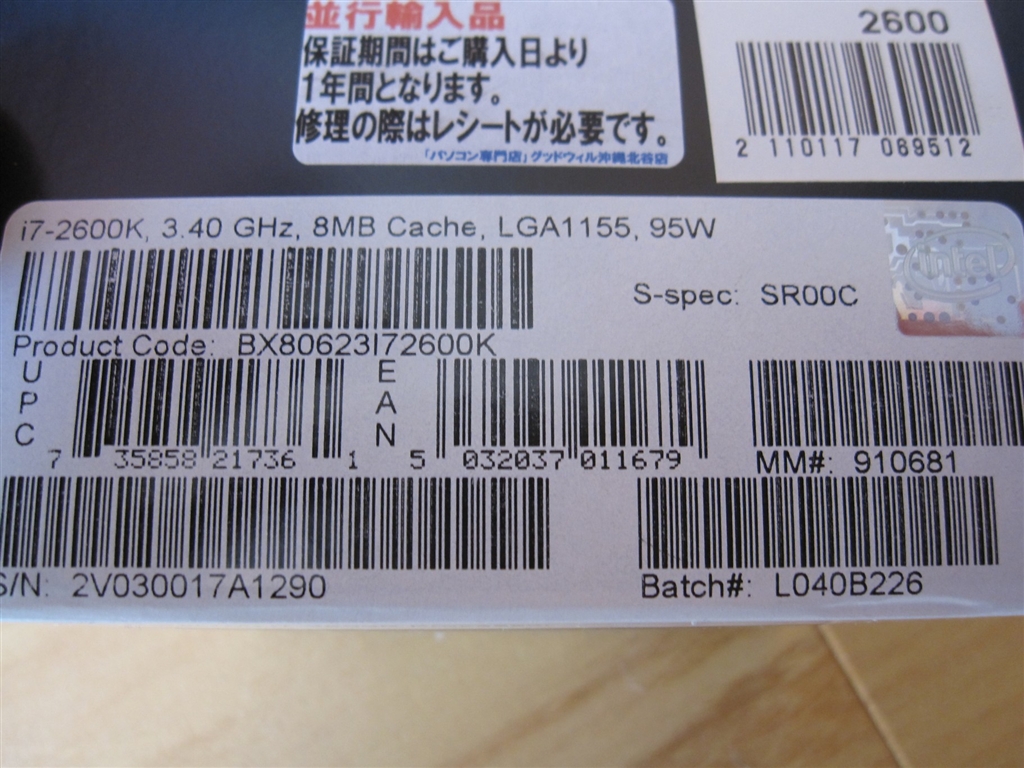 並行輸入品
保証期間はご購入日より
1年間となります。
修理の際はレシートが必要です。
「パソコン専門店」グッドウィル沖縄北谷店
2600
2 110117 089512
i7-2600K, 3.40 GHz, 8MB Cache, LGA1155, 95W
intel
S-spec: SR00C
Product Code: BX80623I72600K
UPC
7 35858 21736 1
EAN
5 032037 011679
MM#: 910681
S/N: 2V030017A1290
Batch#: L040B226